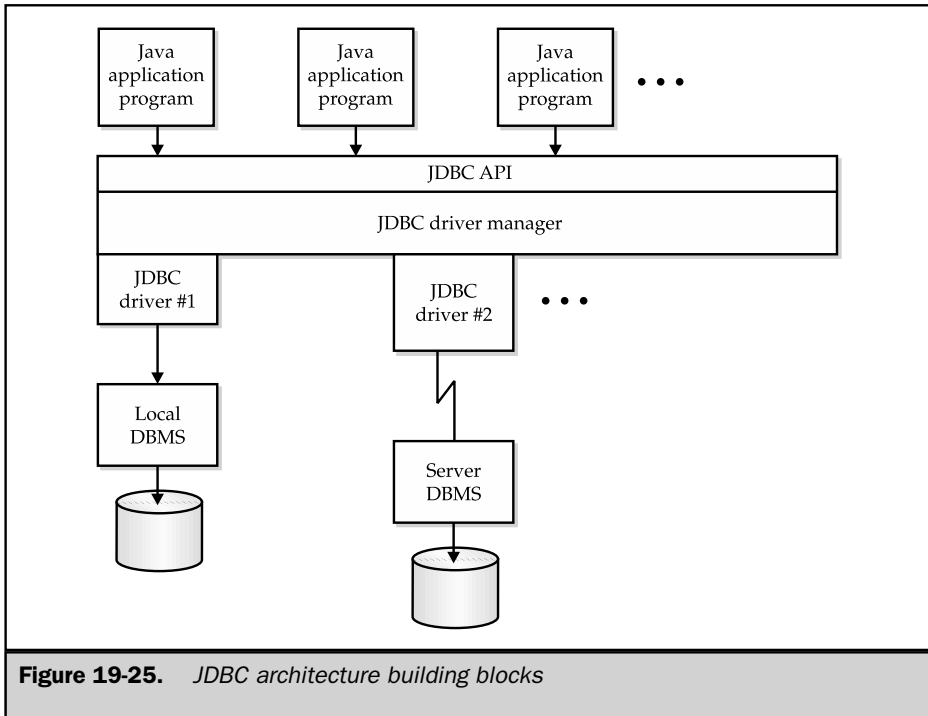 Java
application
program
Java
application
program
Java
application
program
JDBC API
JDBC driver manager
JDBC
driver #1
JDBC
driver #2
Local
DBMS
Server
DBMS
Figure 19-25. JDBC architecture building blocks